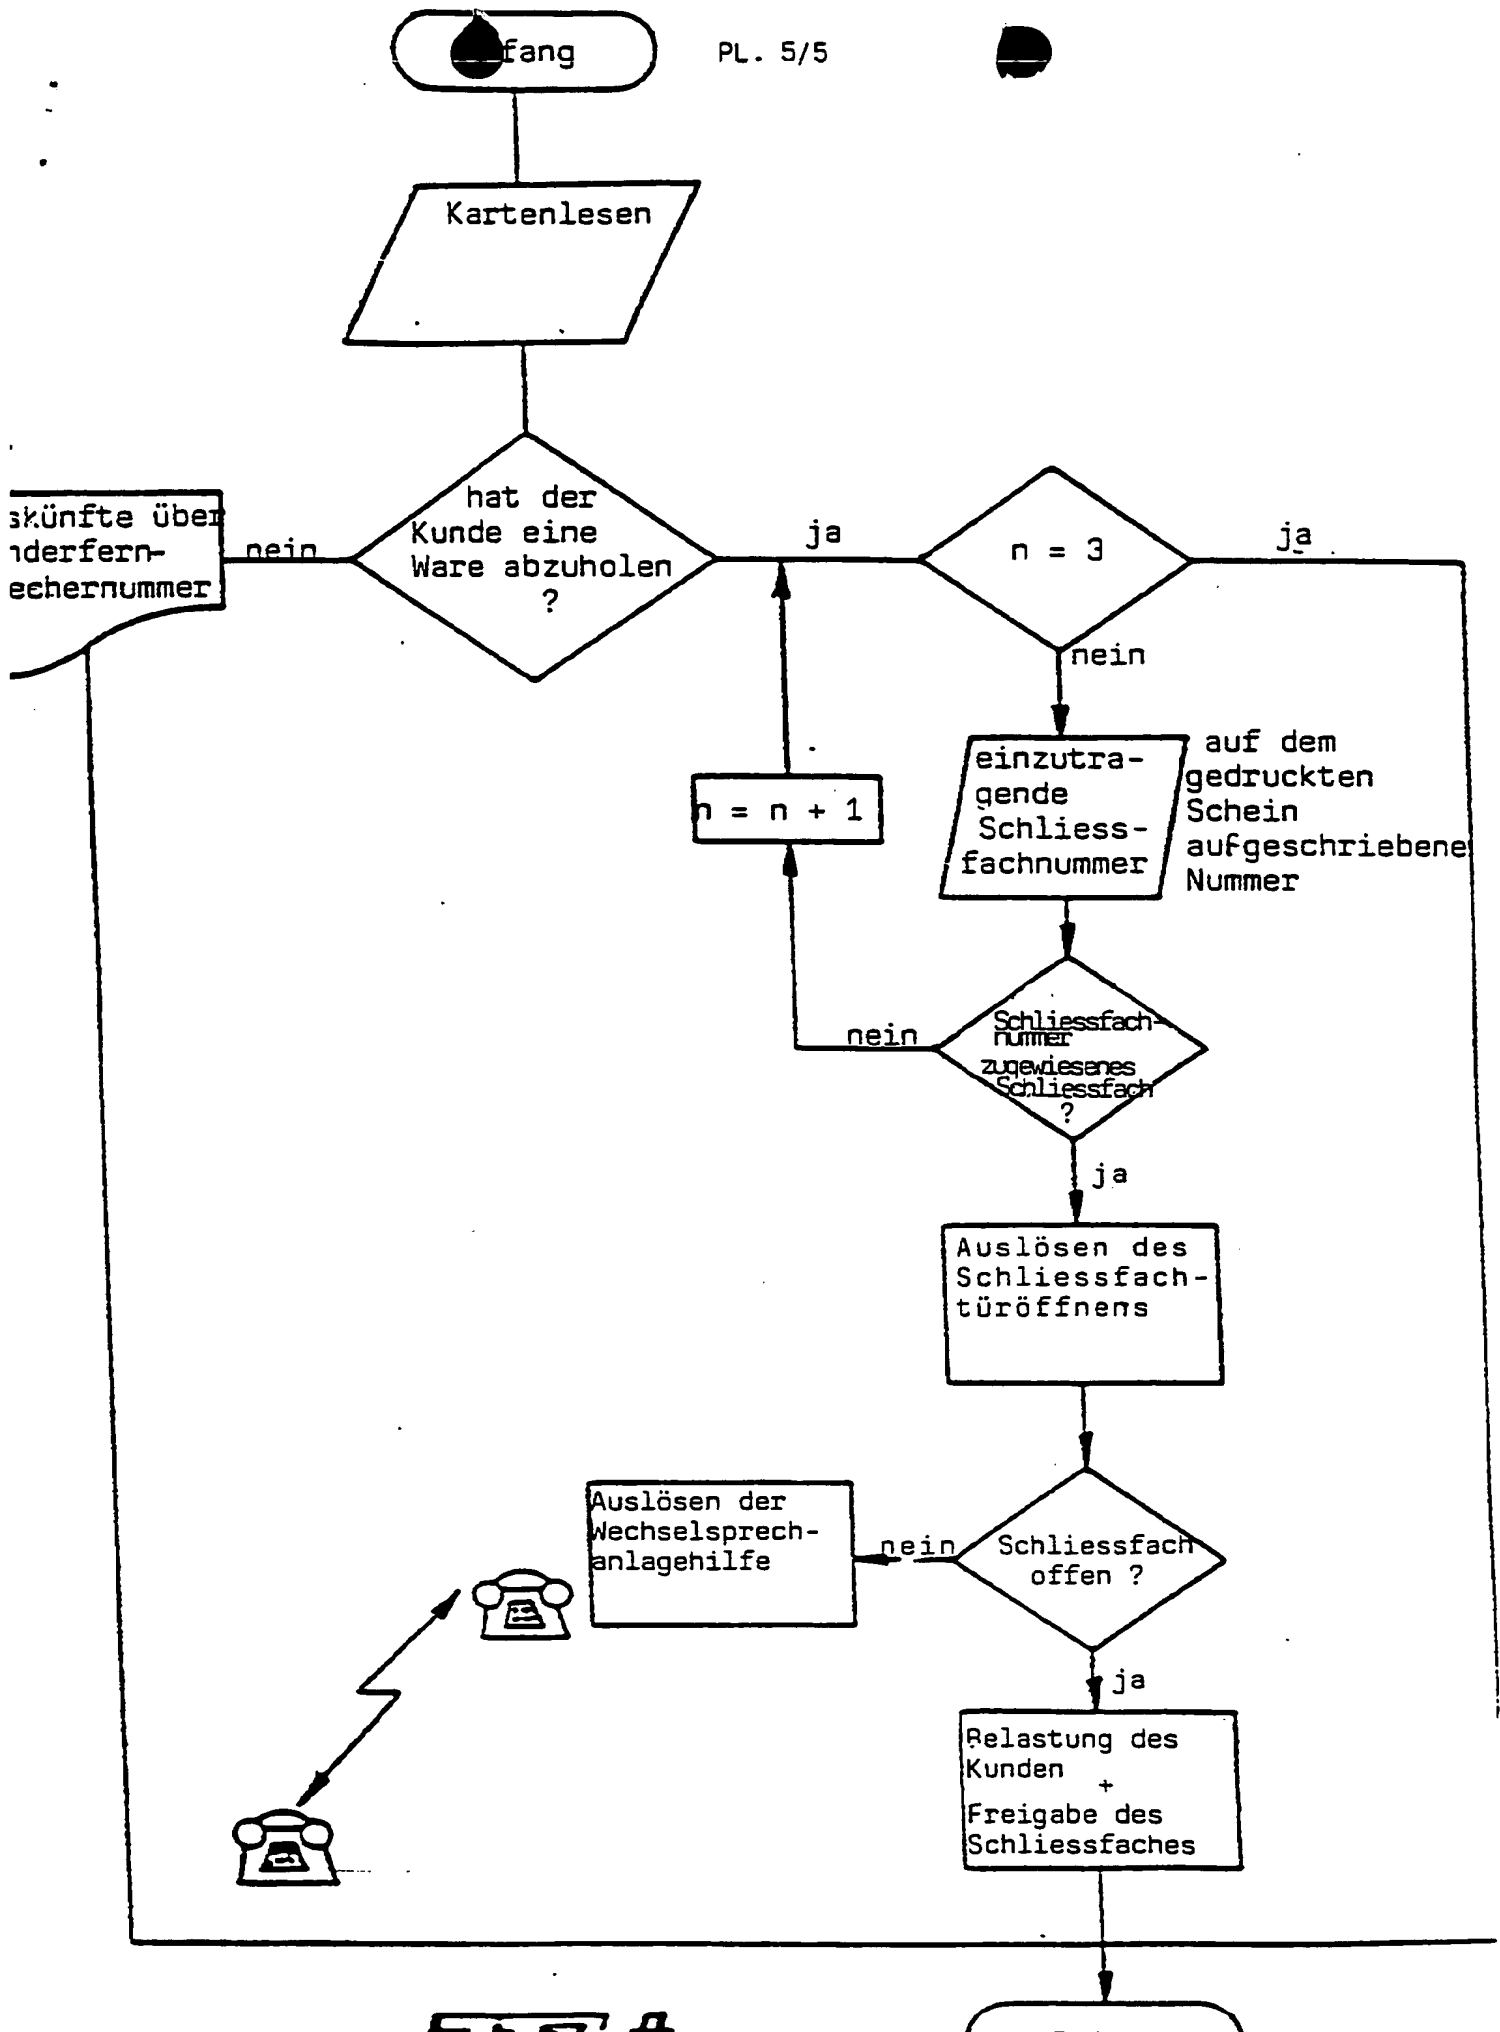 fang
PL. 5/5
Kartenlesen
hat der
Kunde eine
Ware abzuholen
?
nein
skünfte über
nderfern-
echernummer
ja
n = 3
ja
nein
einzutra-
gende
Schliess-
fachnummer
auf dem
gedruckten
Schein
aufgeschriebene
Nummer
n = n + 1
nein
Schliessfach-
nummer
zugewiesenes
Schliessfach
?
ja
Auslösen des
Schliessfach-
türöffnens
Schliessfach
offen ?
nein
Auslösen der
Wechselsprech-
anlagehilfe
ja
Belastung des
Kunden
+
Freigabe des
Schliessfaches